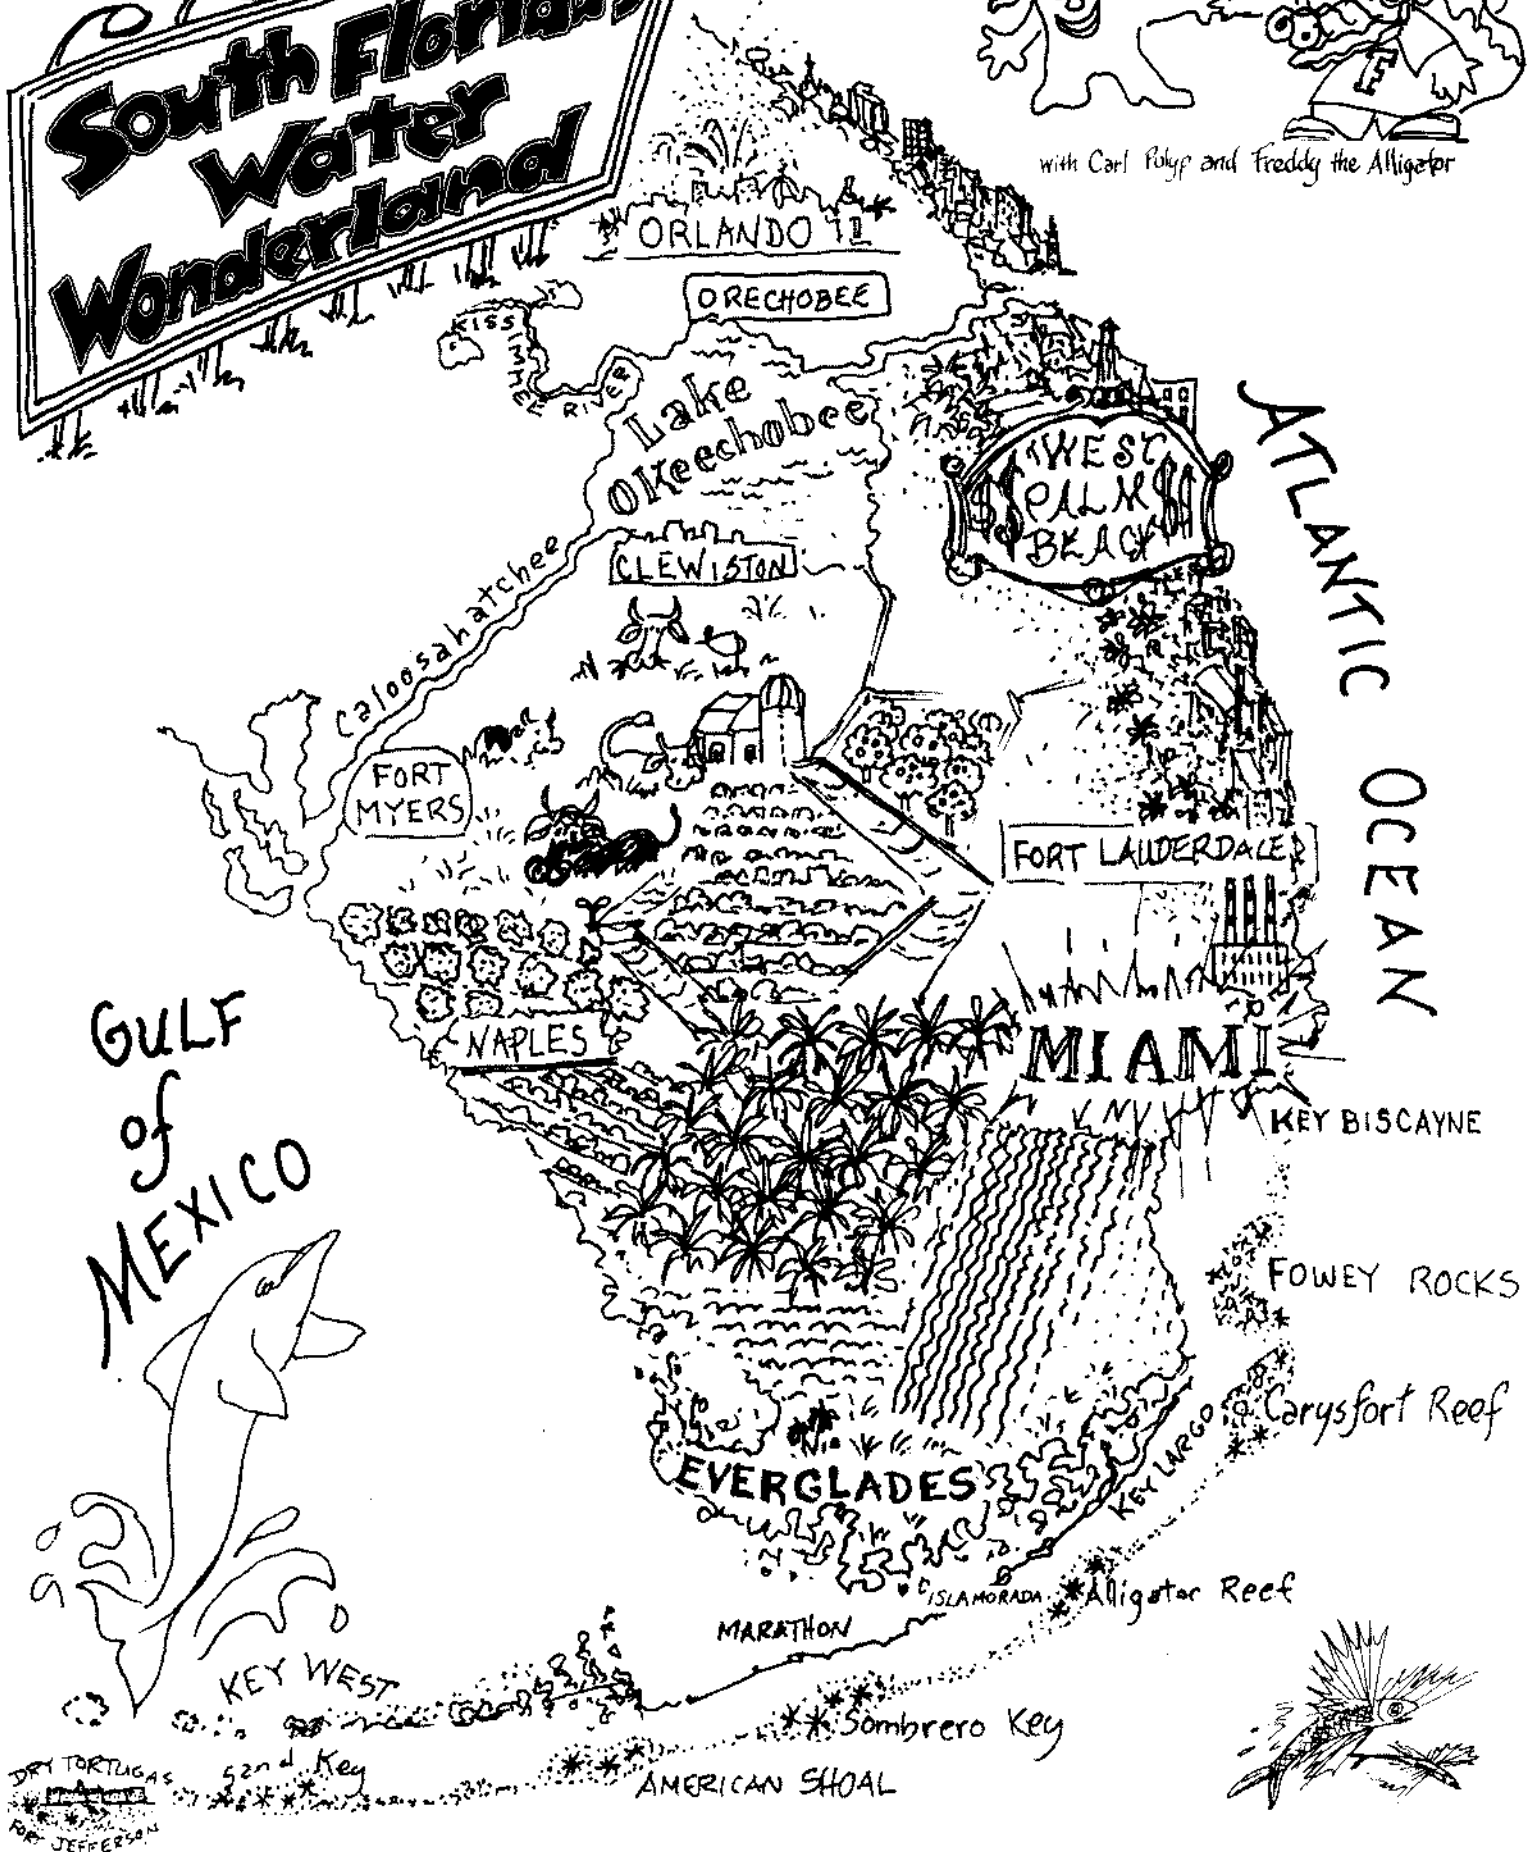 South Florida's
Water
Wonderland
with Carl Polyp and Freddy the Alligator
F
ORLANDO
ORECHOBEE
KISSIMMEE RIVER
Lake
Okeechobee
$$ WEST $$
PALM
BEACH
ATLANTIC OCEAN
CLEWISTON
Caloosahatchee
FORT
MYERS
FORT LAUDERDALE
NAPLES
MIAMI
GULF
of
MEXICO
KEY BISCAYNE
FOWEY ROCKS
Carysfort Reef
KEY LARGO
EVERGLADES
ISLAMORADA
Alligator Reef
MARATHON
KEY WEST
Sombrero Key
Sand Key
AMERICAN SHOAL
DRY TORTUGAS
FORT JEFFERSON